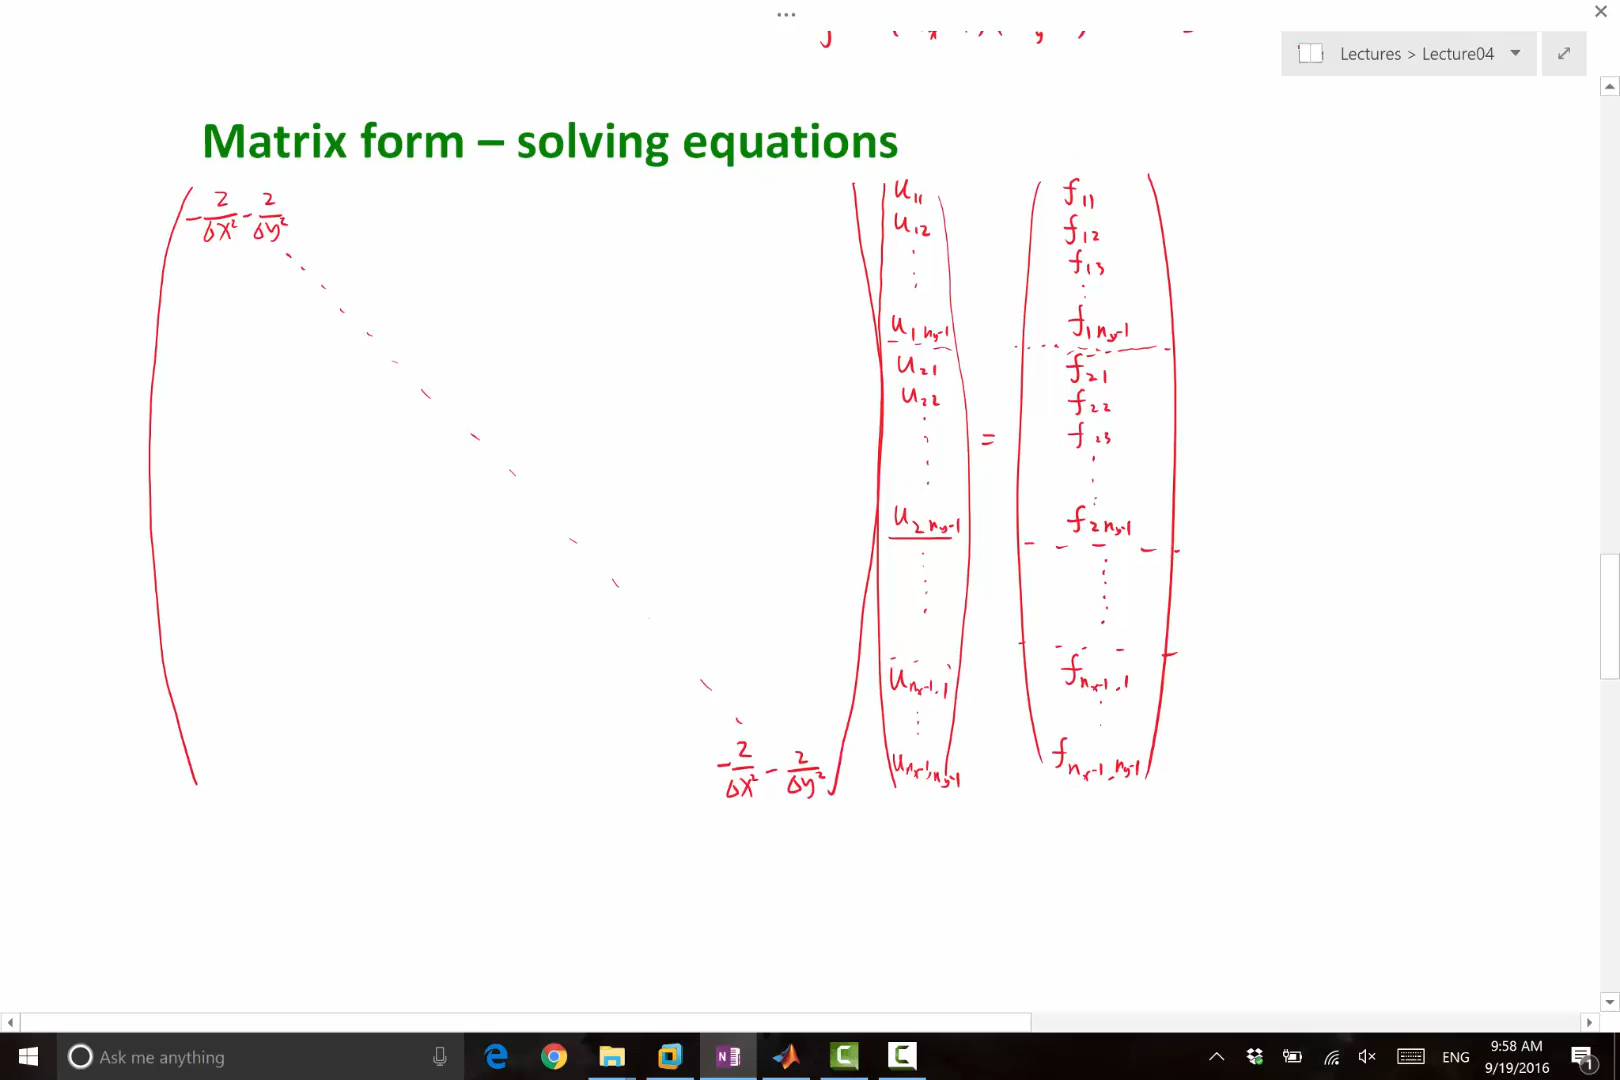 Lectures > Lecture04
Matrix form – solving equations
-2/Δx² - 2/Δy²
u11
u12
⋮
u1 ny-1
u21
u22
⋮
u2 ny-1
⋮
unx-1,1
⋮
unx-1,ny-1
=
f11
f12
f13
⋮
f1 ny-1
f21
f22
f23
⋮
f2 ny-1
⋮
fnx-1,1
⋮
fnx-1,ny-1
-2/Δx² - 2/Δy²
Ask me anything
N
ENG
9:58 AM
9/19/2016
1